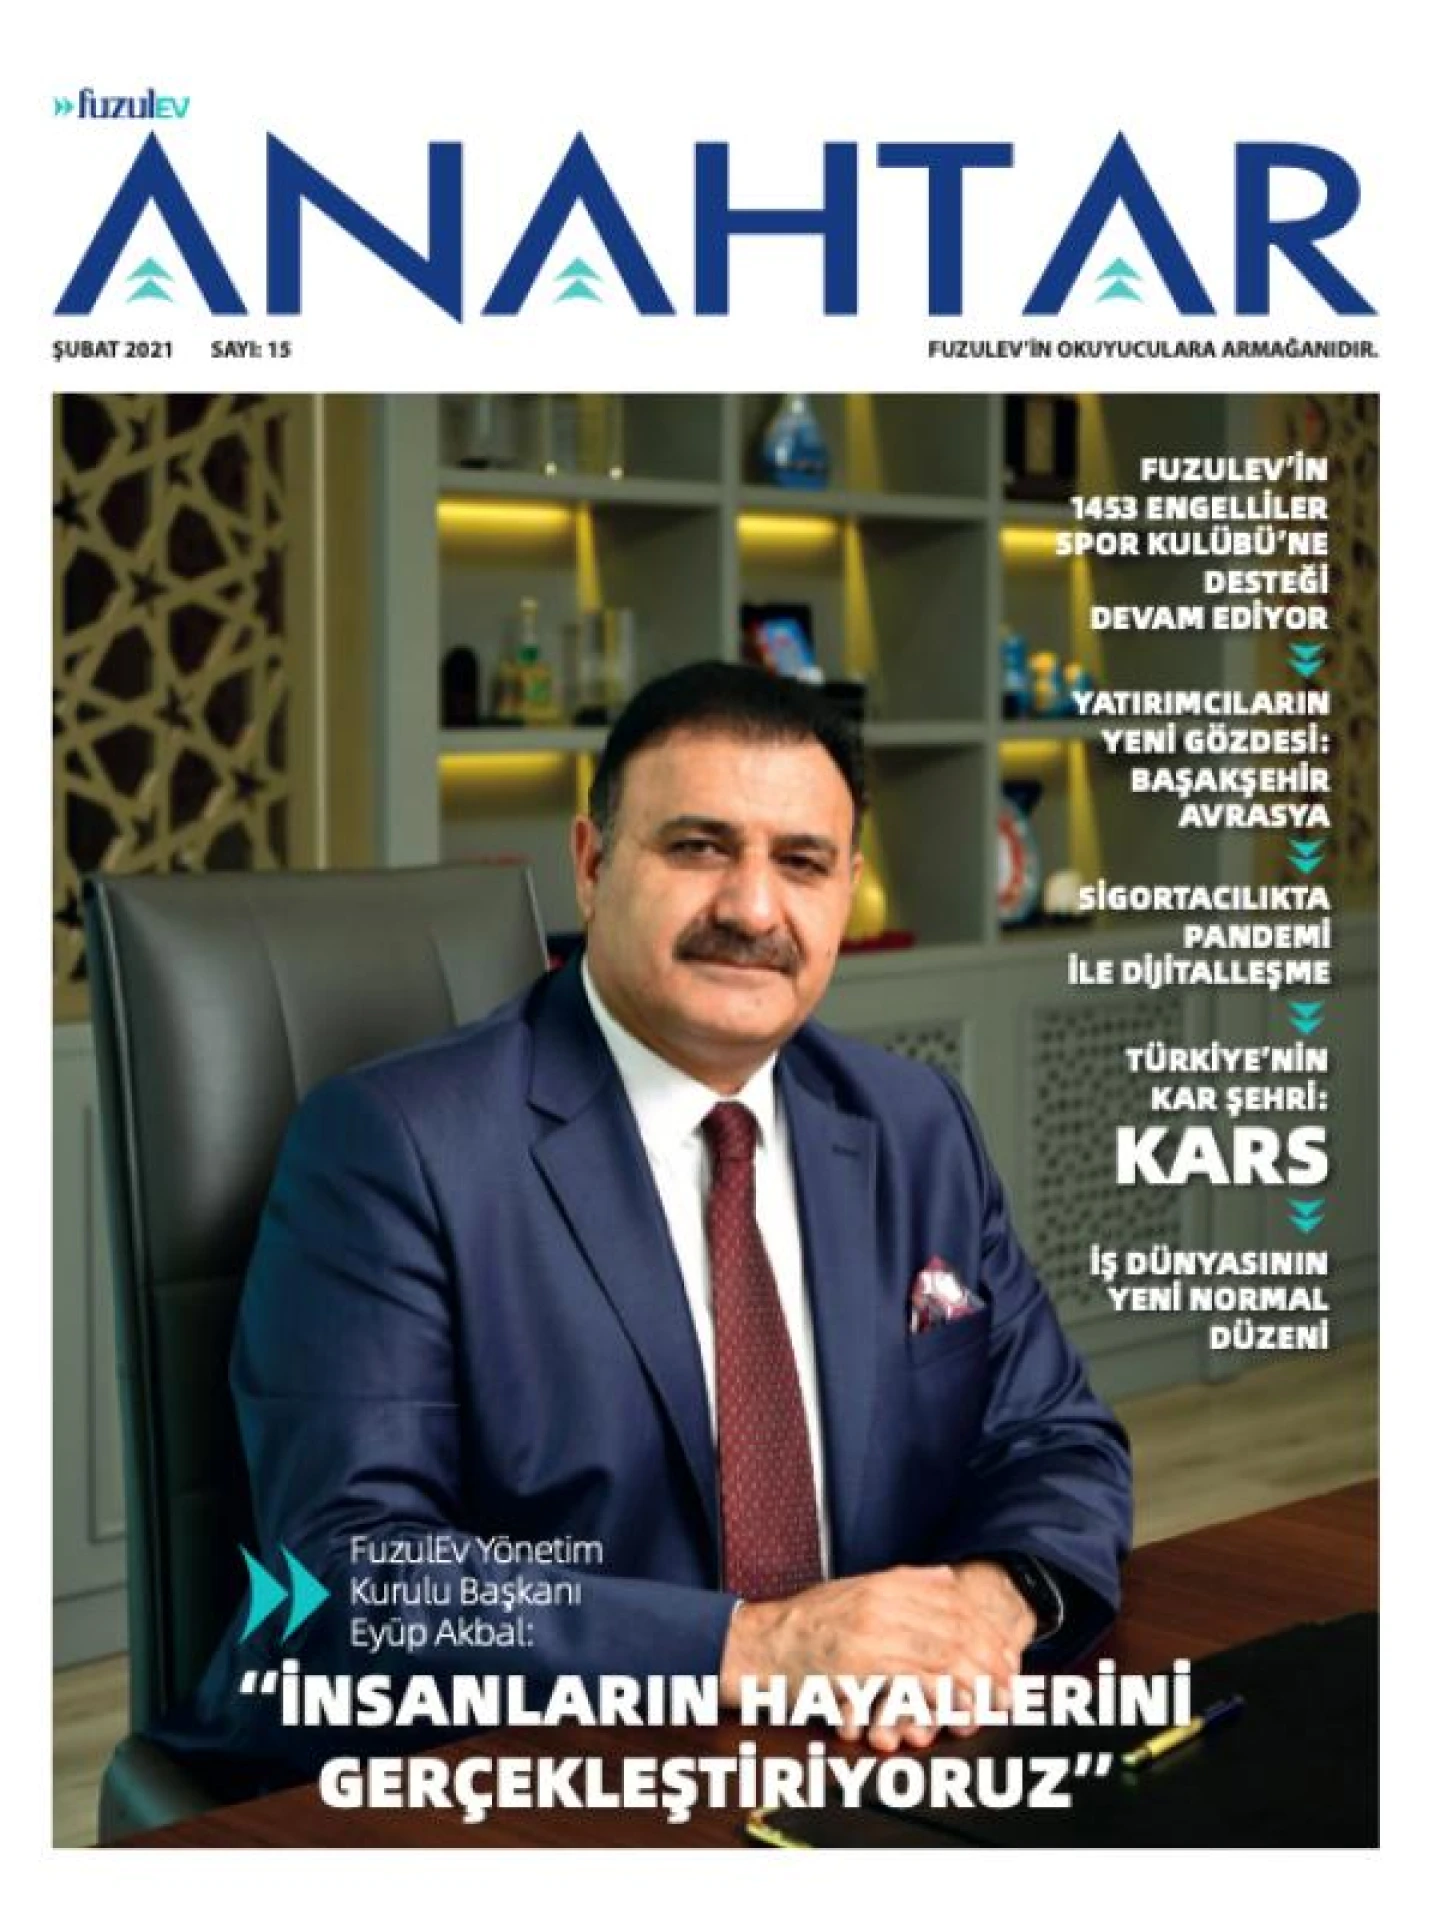 fuzulEV
ANAHTAR
ŞUBAT 2021 SAYI: 15
FUZULEV'İN OKUYUCULARA ARMAĞANIDIR.
FUZULEV'İN
1453 ENGELLİLER
SPOR KULÜBÜ'NE
DESTEĞİ
DEVAM EDİYOR
YATIRIMCILARIN
YENİ GÖZDESİ:
BAŞAKŞEHİR
AVRASYA
SİGORTACILIKTA
PANDEMİ
İLE DİJİTALLEŞME
TÜRKİYE'NİN
KAR ŞEHRİ:
KARS
İŞ DÜNYASININ
YENİ NORMAL
DÜZENİ
FuzulEv Yönetim
Kurulu Başkanı
Eyüp Akbal:
“İNSANLARIN HAYALLERİNİ
GERÇEKLEŞTİRİYORUZ”